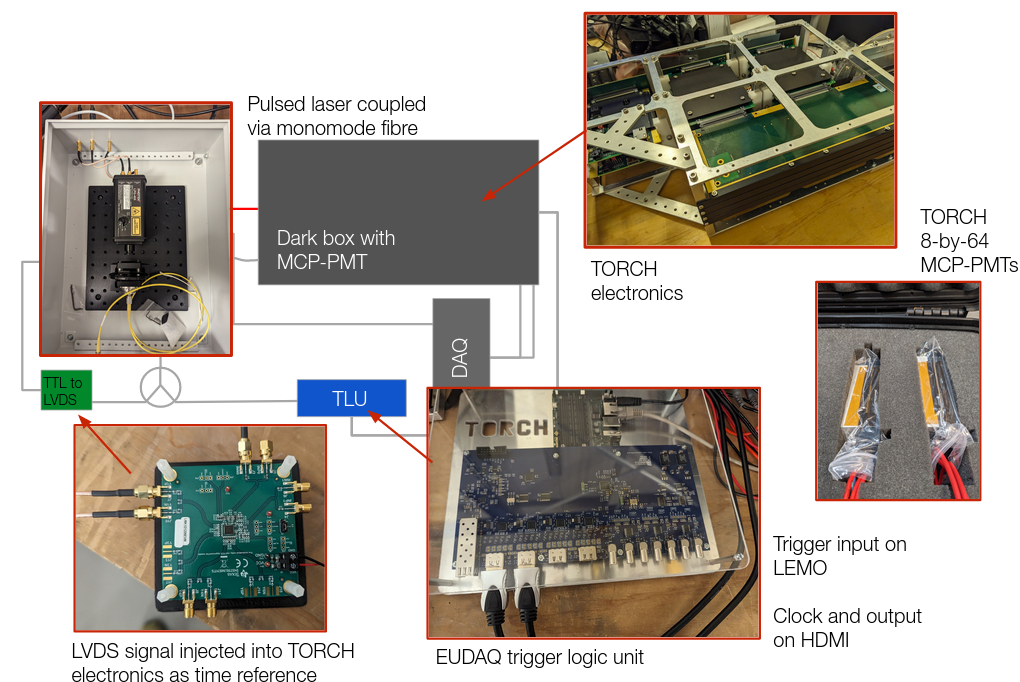 Pulsed laser coupled
via monomode fibre
Dark box with
MCP-PMT
TORCH
electronics
TORCH
8-by-64
MCP-PMTs
DAQ
TTL to
LVDS
TLU
TORCH
Trigger input on
LEMO
Clock and output
on HDMI
LVDS signal injected into TORCH
electronics as time reference
EUDAQ trigger logic unit